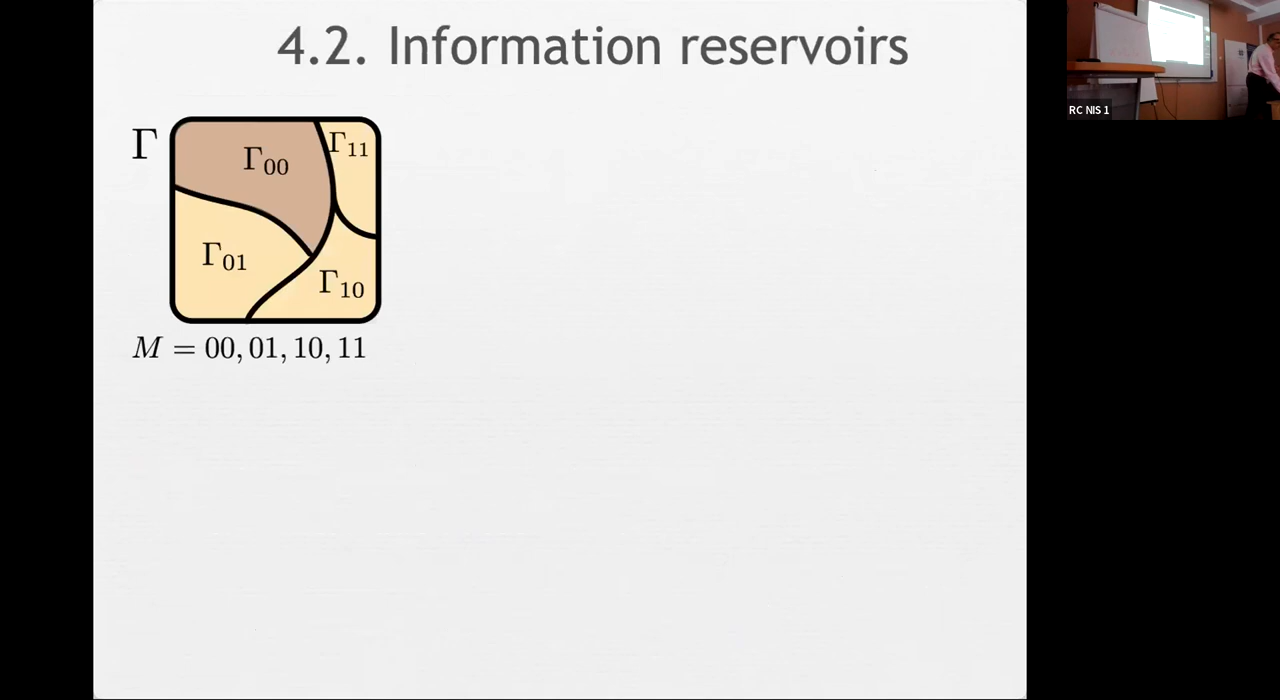 4.2. Information reservoirs
Γ
Γ₀₀
Γ₁₁
Γ₀₁
Γ₁₀
M = 00, 01, 10, 11
RC NIS 1